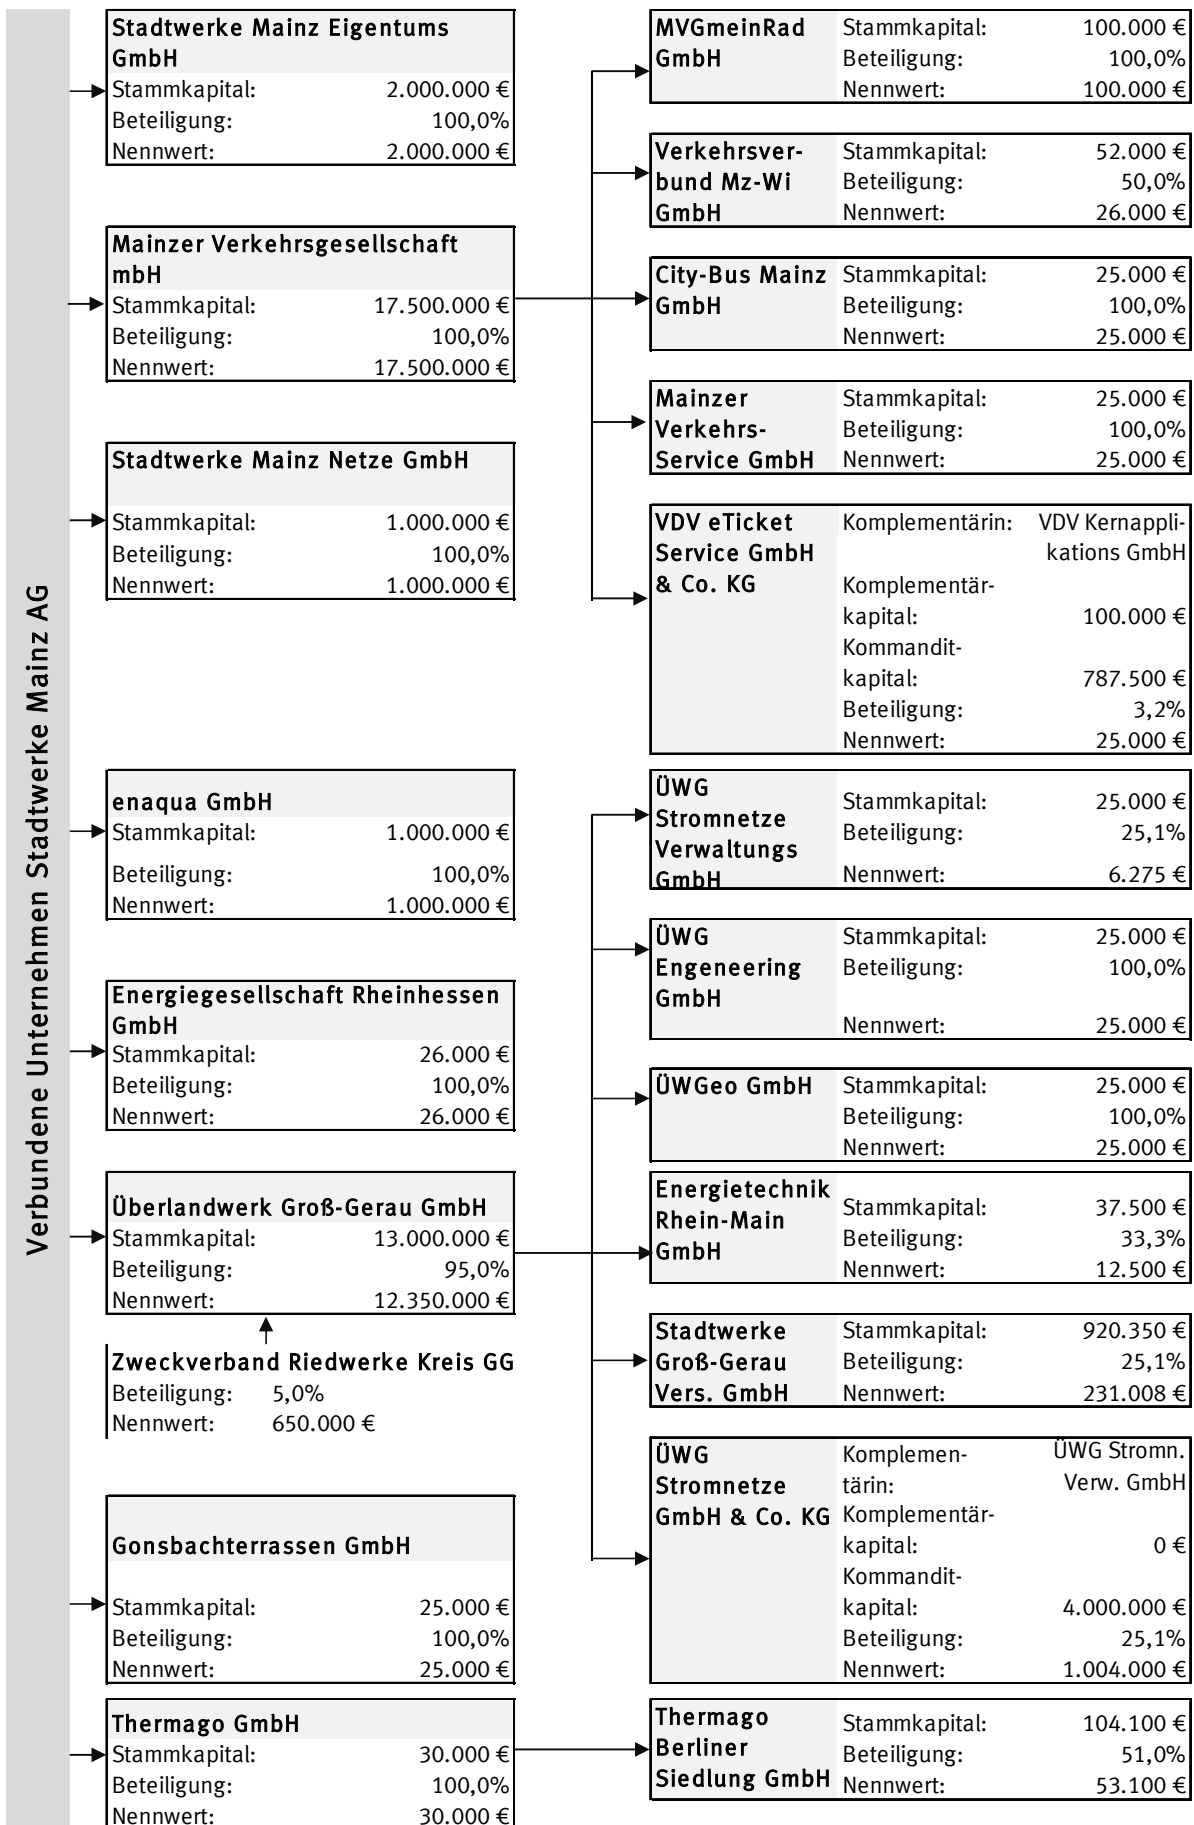 Verbundene Unternehmen Stadtwerke Mainz AG
Stadtwerke Mainz Eigentums
GmbH
Stammkapital: 2.000.000 €
Beteiligung: 100,0%
Nennwert: 2.000.000 €
Mainzer Verkehrsgesellschaft
mbH
Stammkapital: 17.500.000 €
Beteiligung: 100,0%
Nennwert: 17.500.000 €
MVGmeinRad Stammkapital: 100.000 €
GmbH Beteiligung: 100,0%
Nennwert: 100.000 €
Verkehrsver- Stammkapital: 52.000 €
bund Mz-Wi Beteiligung: 50,0%
GmbH Nennwert: 26.000 €
City-Bus Mainz Stammkapital: 25.000 €
GmbH Beteiligung: 100,0%
Nennwert: 25.000 €
Mainzer Stammkapital: 25.000 €
Verkehrs- Beteiligung: 100,0%
Service GmbH Nennwert: 25.000 €
VDV eTicket Komplementärin: VDV Kernappli-
Service GmbH kations GmbH
& Co. KG Komplementär-
kapital: 100.000 €
Kommandit-
kapital: 787.500 €
Beteiligung: 3,2%
Nennwert: 25.000 €
Stadtwerke Mainz Netze GmbH
Stammkapital: 1.000.000 €
Beteiligung: 100,0%
Nennwert: 1.000.000 €
enaqua GmbH
Stammkapital: 1.000.000 €
Beteiligung: 100,0%
Nennwert: 1.000.000 €
Energiegesellschaft Rheinhessen
GmbH
Stammkapital: 26.000 €
Beteiligung: 100,0%
Nennwert: 26.000 €
Überlandwerk Groß-Gerau GmbH
Stammkapital: 13.000.000 €
Beteiligung: 95,0%
Nennwert: 12.350.000 €
Zweckverband Riedwerke Kreis GG
Beteiligung: 5,0%
Nennwert: 650.000 €
ÜWG
Stromnetze
Verwaltungs
GmbH
Stammkapital: 25.000 €
Beteiligung: 25,1%
Nennwert: 6.275 €
ÜWG Stammkapital: 25.000 €
Engeneering Beteiligung: 100,0%
GmbH
Nennwert: 25.000 €
ÜWGeo GmbH Stammkapital: 25.000 €
Beteiligung: 100,0%
Nennwert: 25.000 €
Energietechnik
Rhein-Main
GmbH
Stammkapital: 37.500 €
Beteiligung: 33,3%
Nennwert: 12.500 €
Stadtwerke Stammkapital: 920.350 €
Groß-Gerau Beteiligung: 25,1%
Vers. GmbH Nennwert: 231.008 €
ÜWG Komplemen- ÜWG Stromn.
Stromnetze tärin: Verw. GmbH
GmbH & Co. KG Komplementär-
kapital: 0 €
Kommandit-
kapital: 4.000.000 €
Beteiligung: 25,1%
Nennwert: 1.004.000 €
Gonsbachterrassen GmbH
Stammkapital: 25.000 €
Beteiligung: 100,0%
Nennwert: 25.000 €
Thermago GmbH
Stammkapital: 30.000 €
Beteiligung: 100,0%
Nennwert: 30.000 €
Thermago Stammkapital: 104.100 €
Berliner Beteiligung: 51,0%
Siedlung GmbH Nennwert: 53.100 €